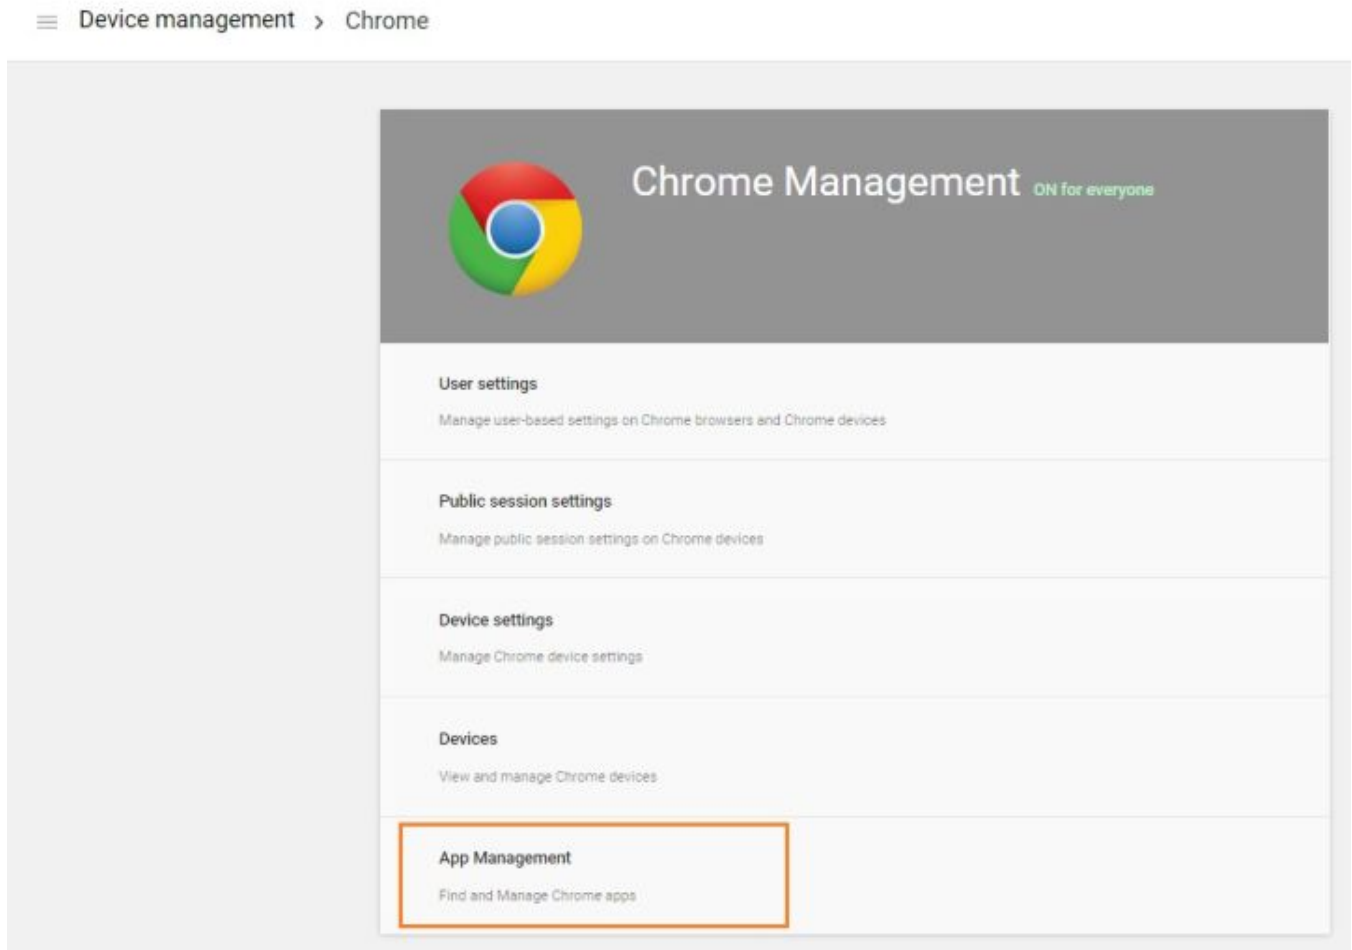 Device management > Chrome
Chrome Management ON for everyone
User settings
Manage user-based settings on Chrome browsers and Chrome devices
Public session settings
Manage public session settings on Chrome devices
Device settings
Manage Chrome device settings
Devices
View and manage Chrome devices
App Management
Find and Manage Chrome apps